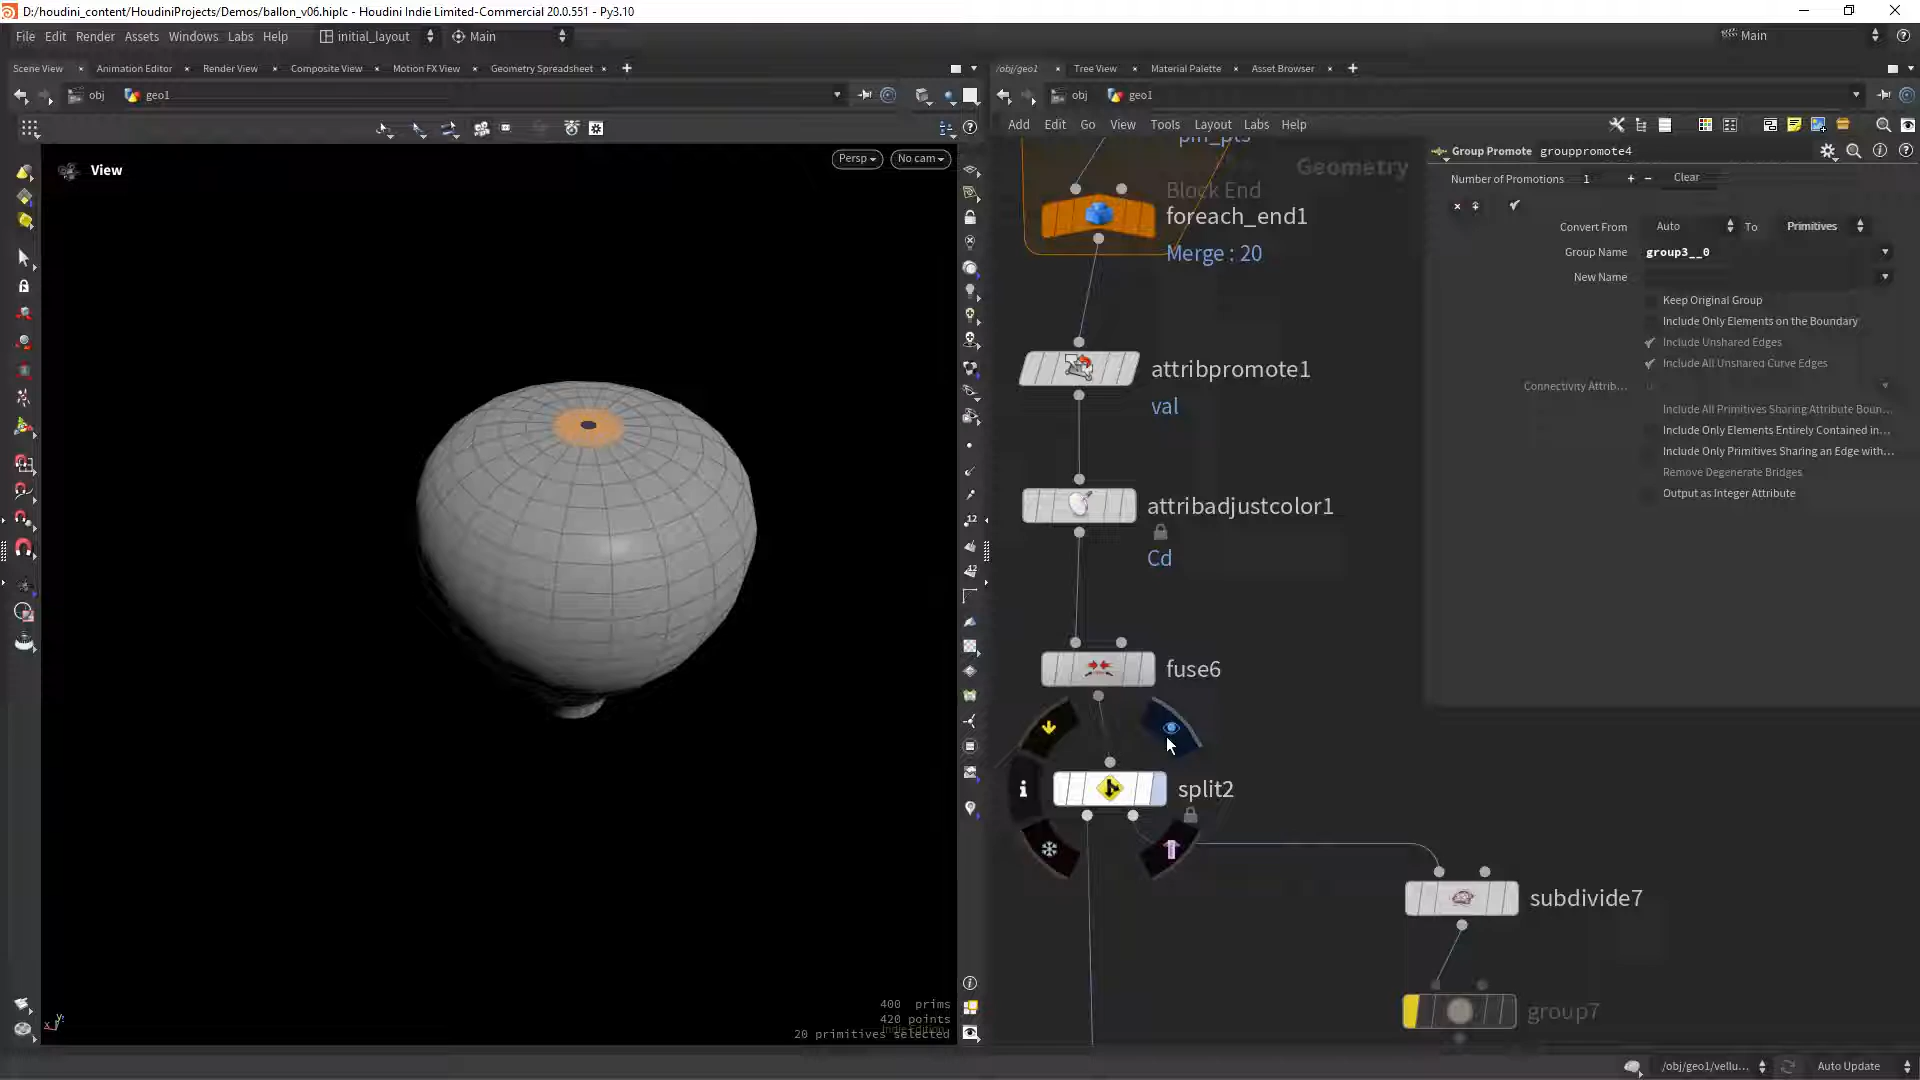 D:/houdini_content/HoudiniProjects/Demos/ballon_v06.hiplc - Houdini Indie Limited-Commercial 20.0.551 - Py3.10
File Edit Render Assets Windows Labs Help initial_layout Main Main
Scene View Animation Editor Render View Composite View Motion FX View Geometry Spreadsheet
/obj/geo1 Tree View Material Palette Asset Browser
obj geo1
obj geo1
Add Edit Go View Tools Layout Labs Help
View
Persp No cam
pin_pts
Geometry
Block End
foreach_end1
Merge : 20
attribpromote1
val
attribadjustcolor1
Cd
fuse6
split2
subdivide7
group7
Group Promote grouppromote4
Number of Promotions 1 + - Clear
Convert From Auto To Primitives
Group Name group3__0
New Name
Keep Original Group
Include Only Elements on the Boundary
Include Unshared Edges
Include All Unshared Curve Edges
Connectivity Attrib...
Include All Primitives Sharing Attribute Boun...
Include Only Elements Entirely Contained in...
Include Only Primitives Sharing an Edge with...
Remove Degenerate Bridges
Output as Integer Attribute
12
12
400 prims
420 points
Indie Edition
20 primitives selected
/obj/geo1/vellu... Auto Update